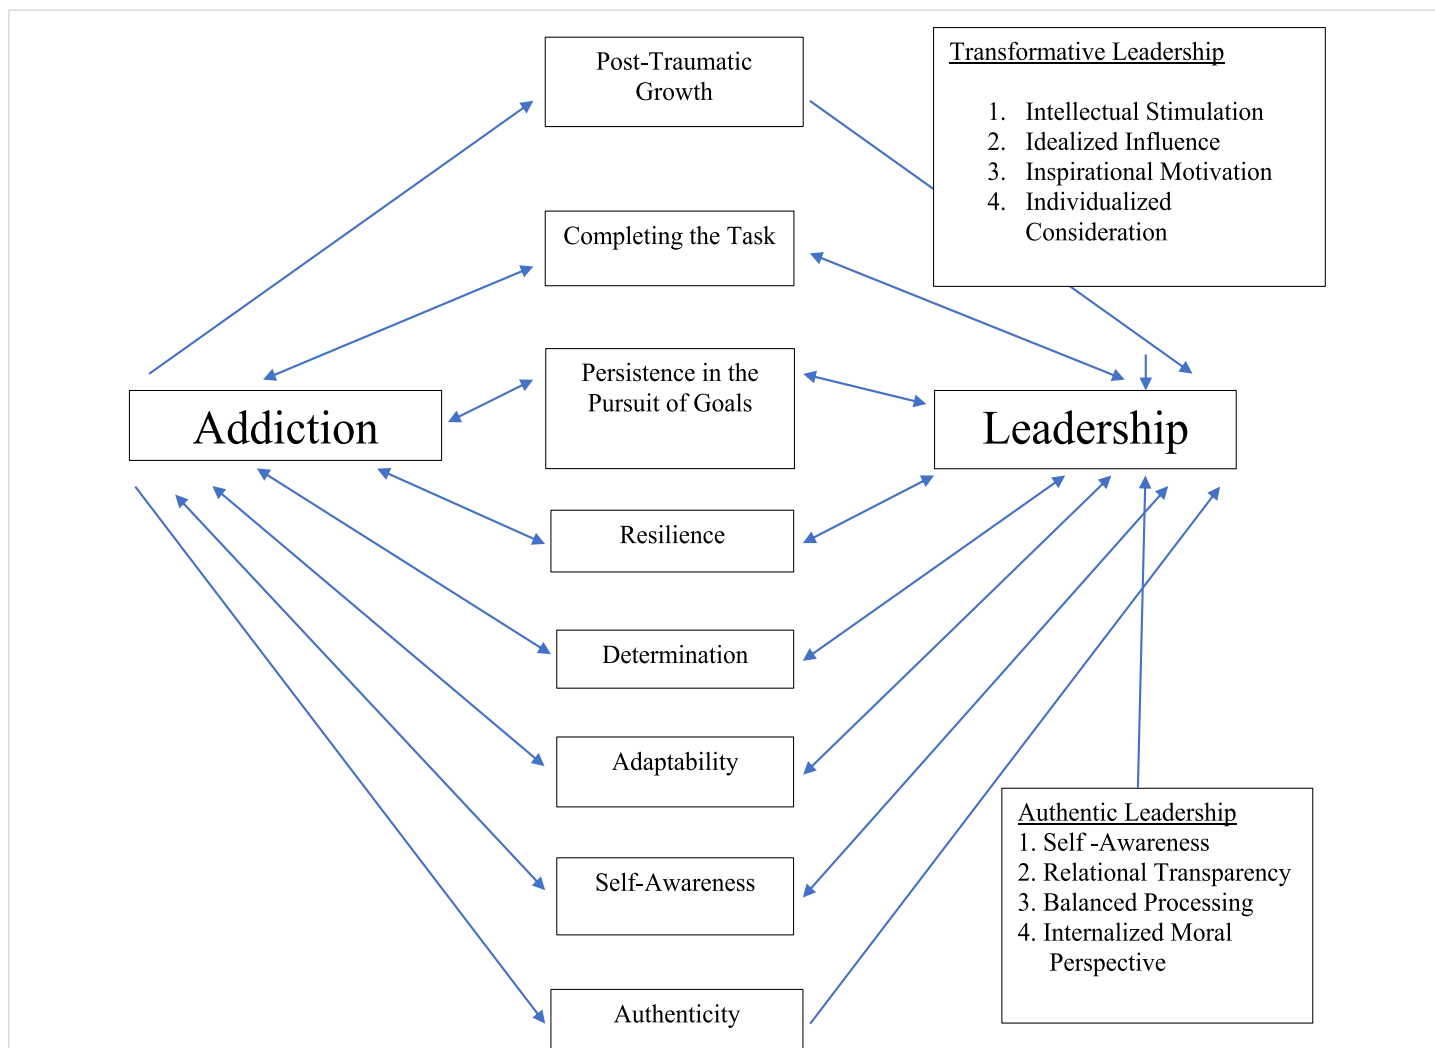 Post-Traumatic
Growth
Transformative Leadership
1. Intellectual Stimulation
2. Idealized Influence
3. Inspirational Motivation
4. Individualized
Consideration
Completing the Task
Persistence in the
Pursuit of Goals
Addiction
Leadership
Resilience
Determination
Adaptability
Self-Awareness
Authentic Leadership
1. Self -Awareness
2. Relational Transparency
3. Balanced Processing
4. Internalized Moral
Perspective
Authenticity